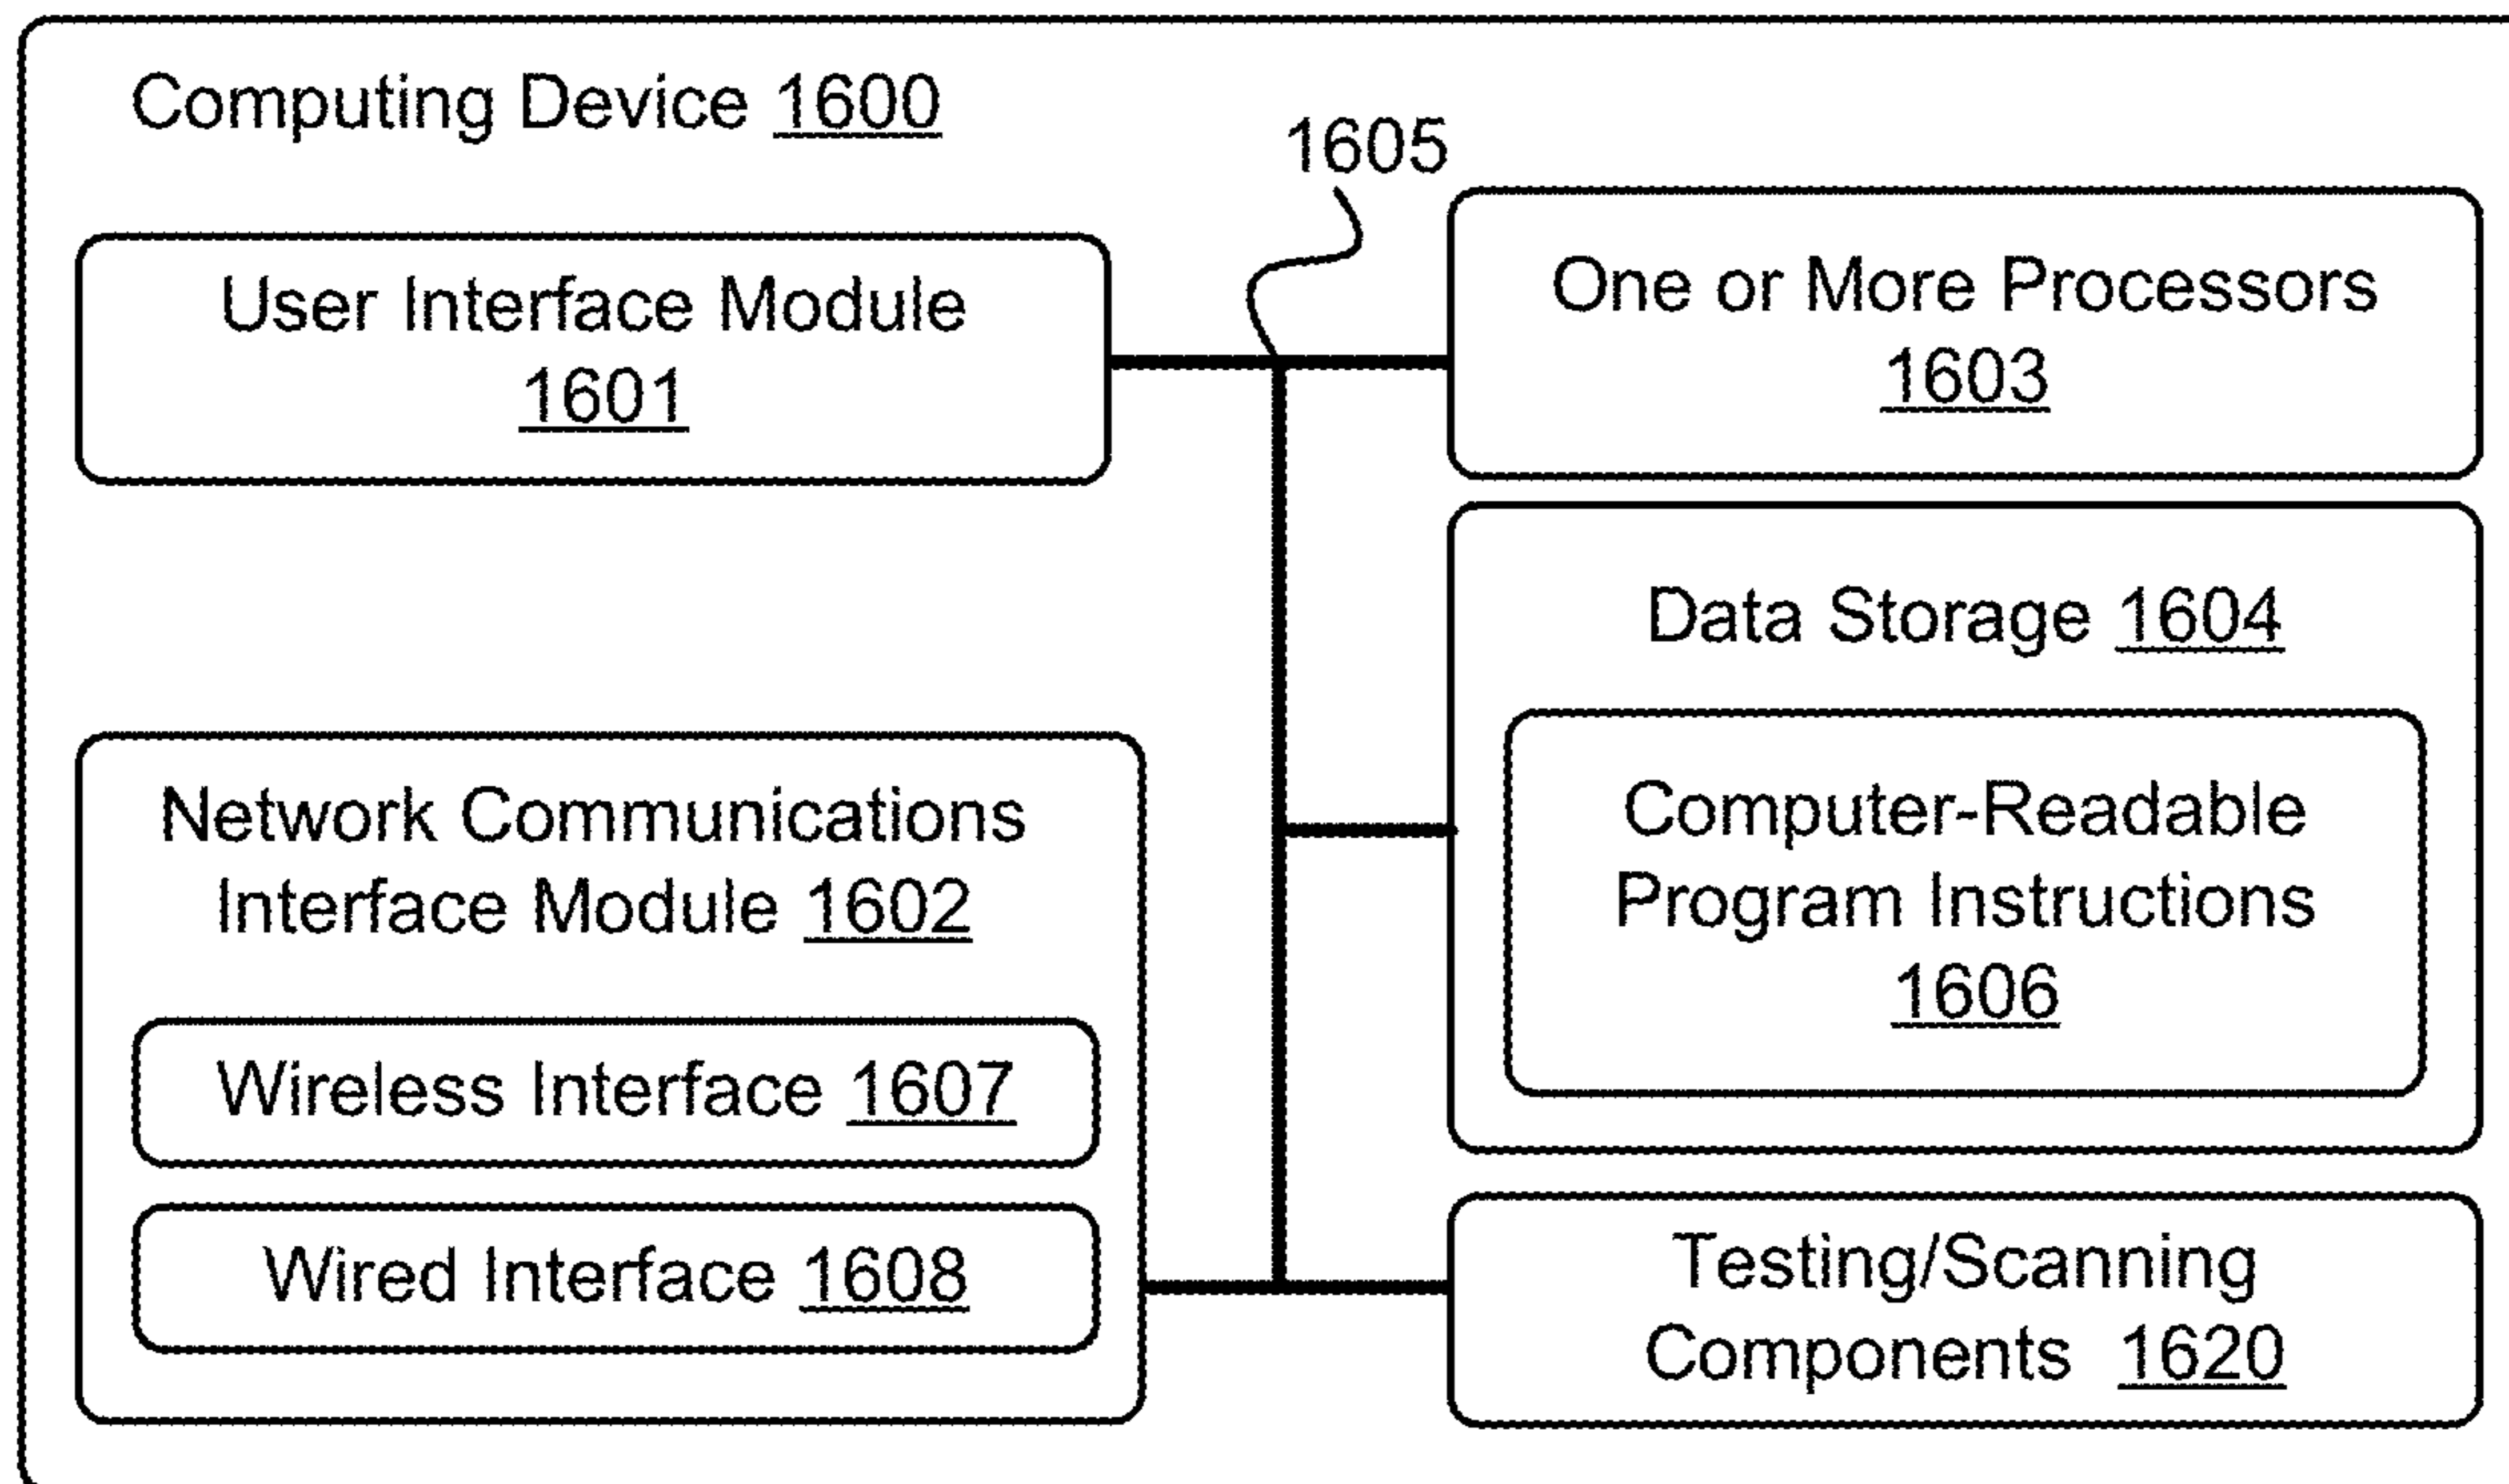 Computing Device 1600
1605
User Interface Module
1601
One or More Processors
1603
Data Storage 1604
Computer-Readable
Program Instructions
1606
Network Communications
Interface Module 1602
Wireless Interface 1607
Wired Interface 1608
Testing/Scanning
Components 1620